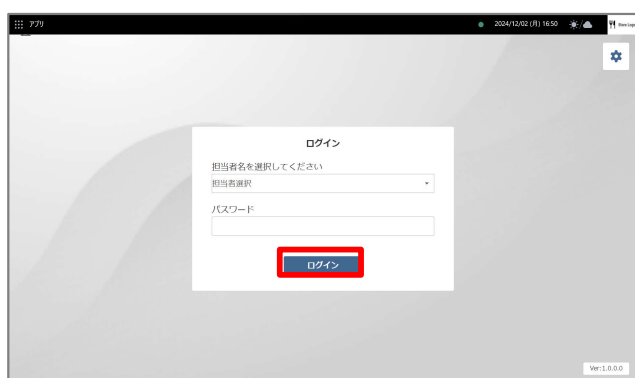 アプリ
2024/12/02 (月) 16:50
Store Logo
ログイン
担当者名を選択してください
担当者選択
パスワード
ログイン
Ver:1.0.0.0